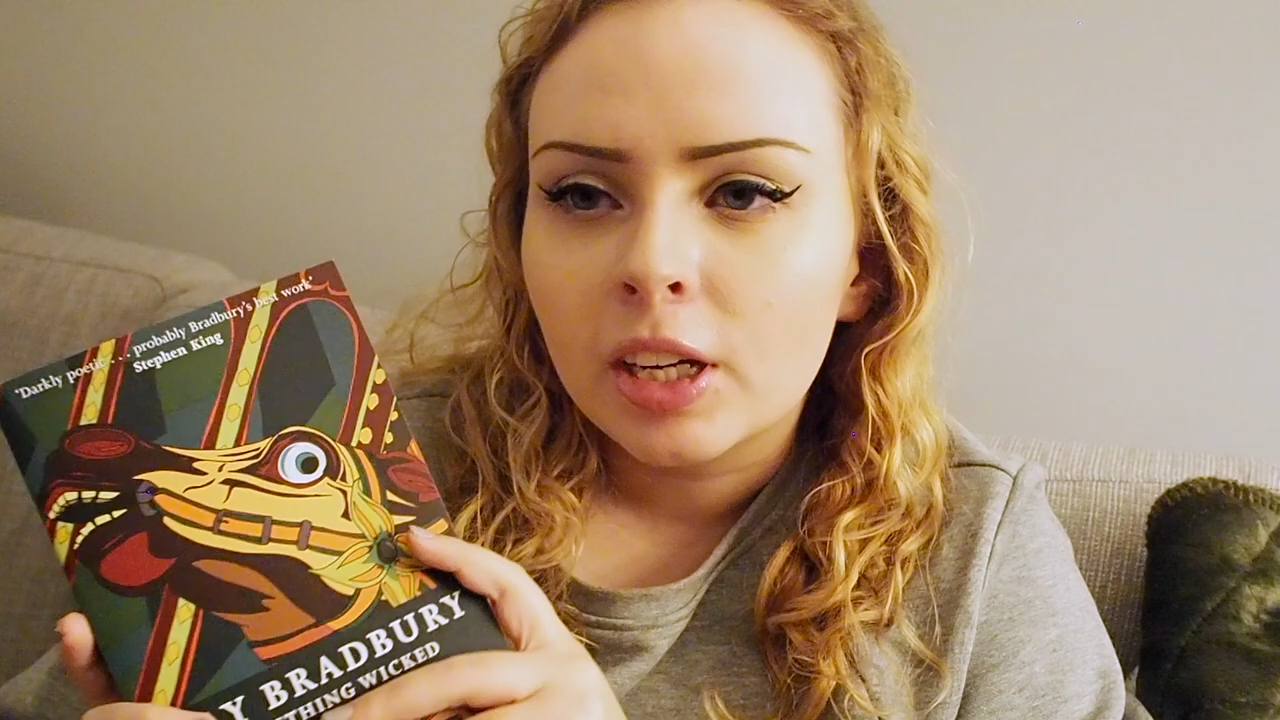 'Darkly poetic . . . probably Bradbury's best work'
Stephen King
Y BRADBURY
THING WICKED